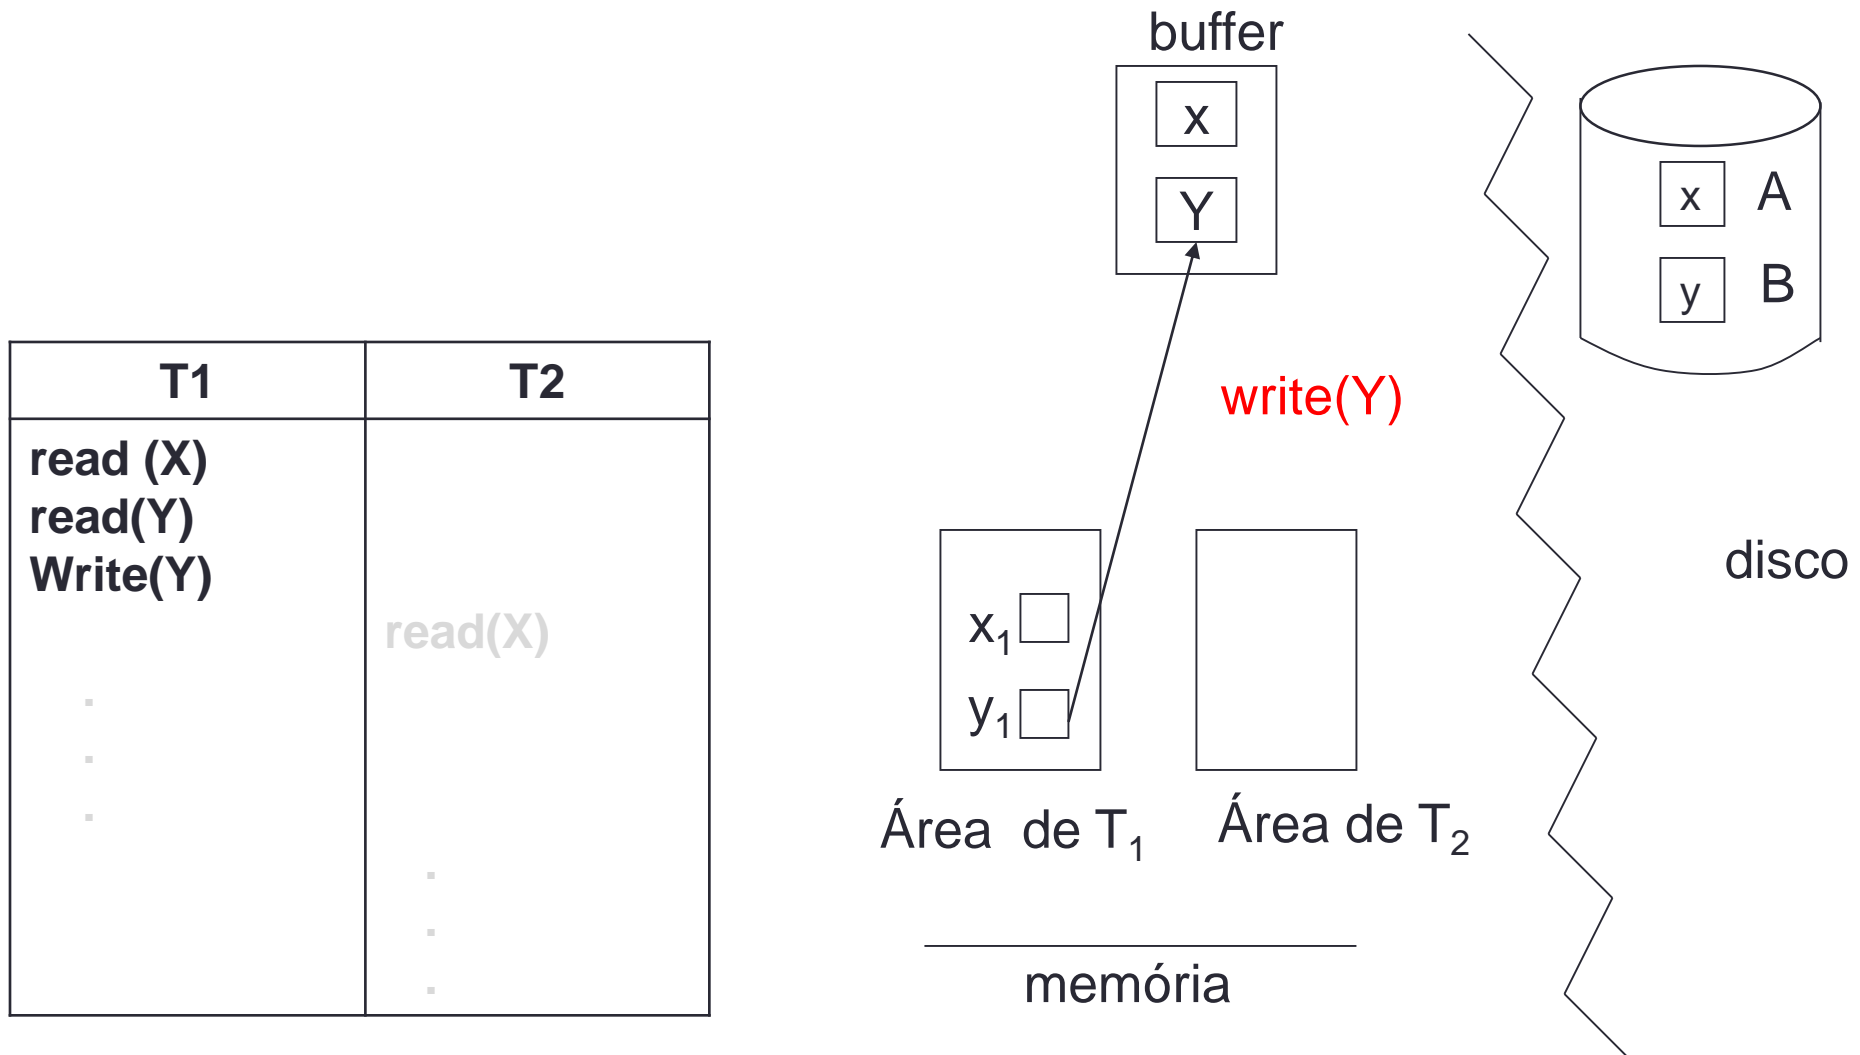 buffer
x
Y
x A
y B
T1 T2
read (X)
read(Y)
Write(Y)
read(X)
.
.
.
.
.
.
write(Y)
disco
x1
y1
Área de T1
Área de T2
memória